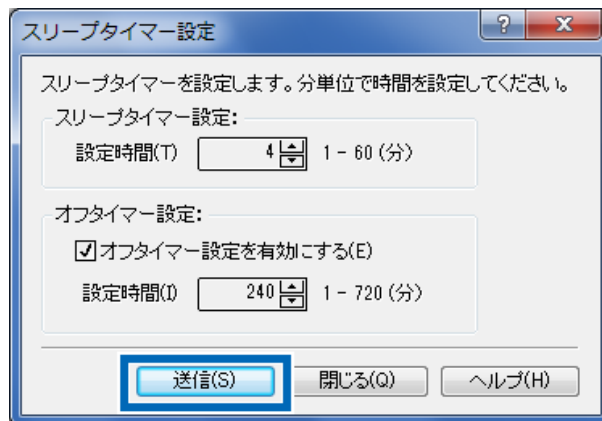 スリープタイマー設定
スリープタイマーを設定します。分単位で時間を設定してください。
スリープタイマー設定:
設定時間(T) 4 1 - 60 (分)
オフタイマー設定:
オフタイマー設定を有効にする(E)
設定時間(I) 240 1 - 720 (分)
送信(S) 閉じる(Q) ヘルプ(H)